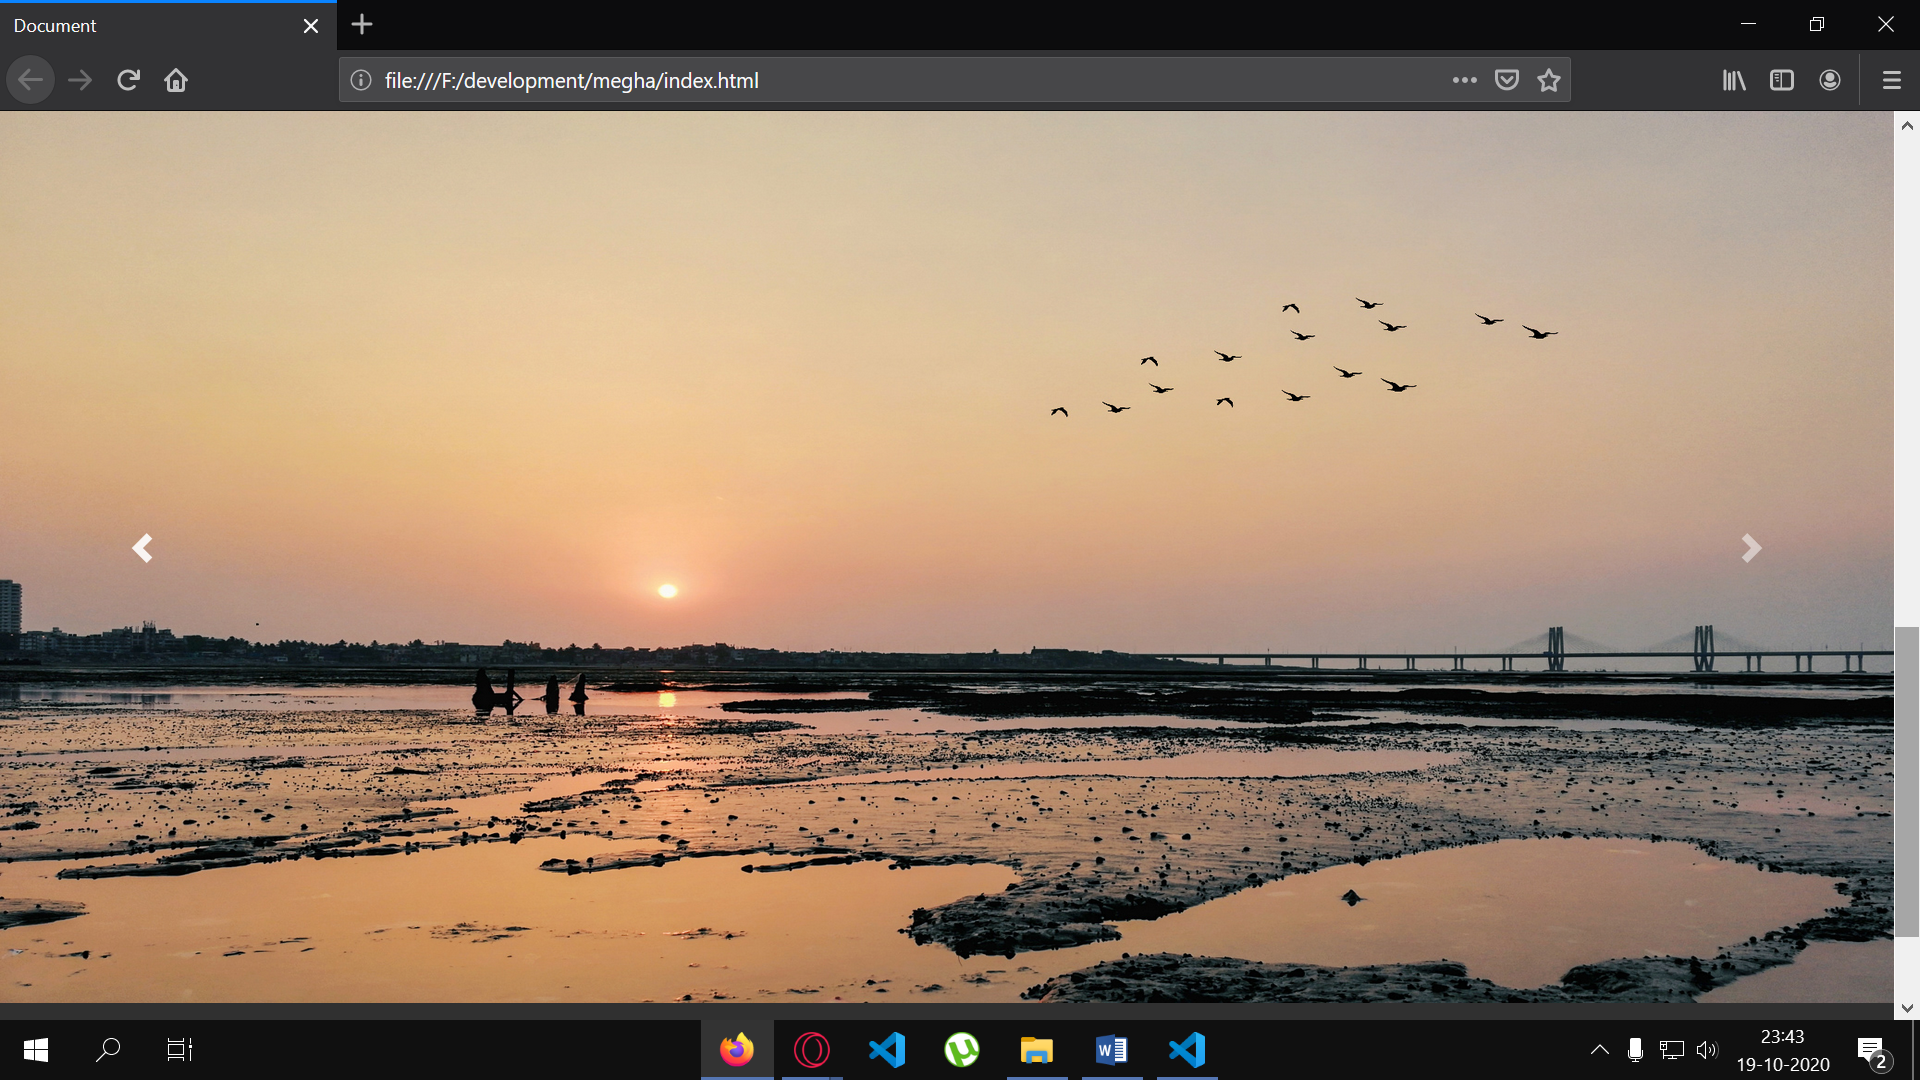 Document
file:///F:/development/megha/index.html
W
23:43
19-10-2020
2